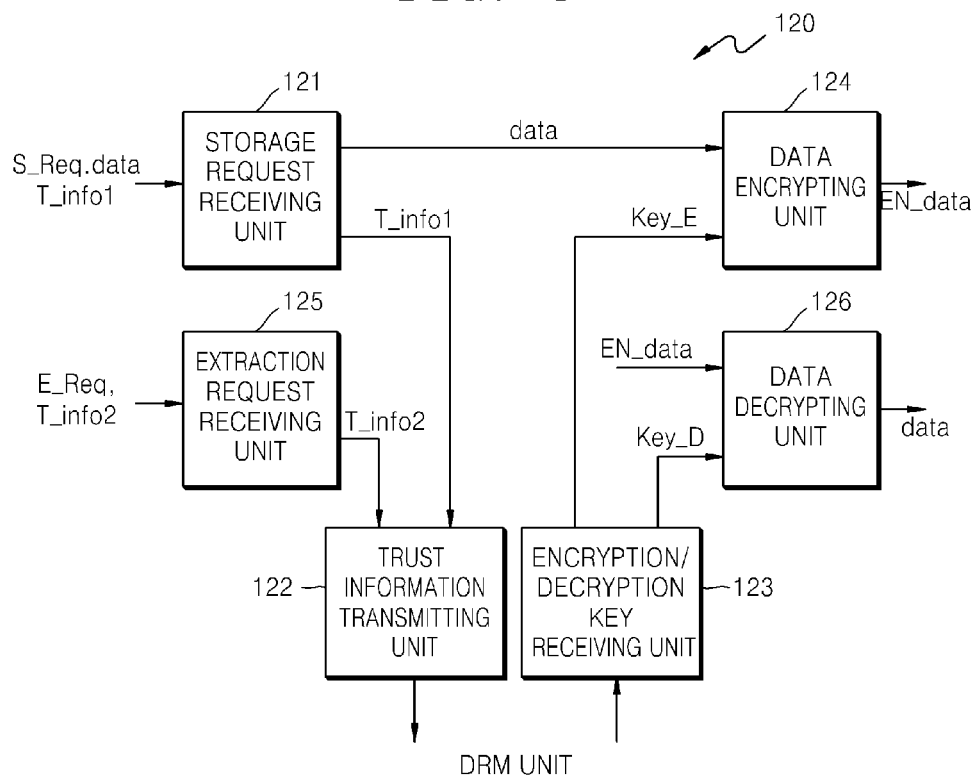 120
121
124
STORAGE
REQUEST
RECEIVING
UNIT
data
DATA
ENCRYPTING
UNIT
S_Req.data
T_info1
T_info1
Key_E
EN_data
125
126
EXTRACTION
REQUEST
RECEIVING
UNIT
EN_data
DATA
DECRYPTING
UNIT
E_Req,
T_info2
T_info2
Key_D
data
122
TRUST
INFORMATION
TRANSMITTING
UNIT
ENCRYPTION/
DECRYPTION
KEY
RECEIVING UNIT
123
DRM UNIT